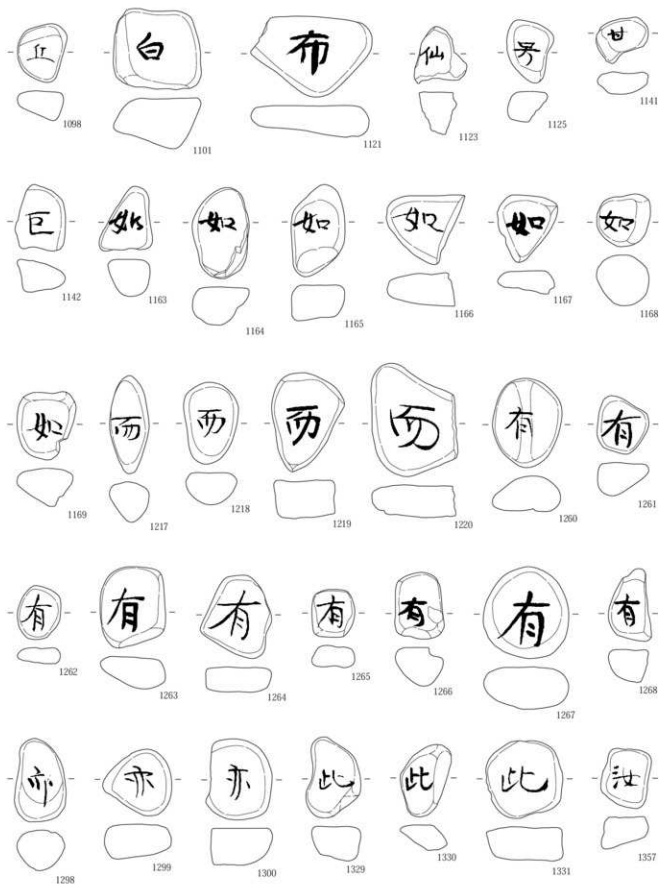 丘 白 布 仙 号 甘
1098 1101 1121 1123 1125 1141
巨 如 如 如 如 如 如
1142 1163 1164 1165 1166 1167 1168
如 而 而 而 而 有 有
1169 1217 1218 1219 1220 1260 1261
有 有 有 有 有 有 有
1262 1263 1264 1265 1266 1267 1268
亦 亦 亦 此 此 此 汝
1298 1299 1300 1329 1330 1331 1357